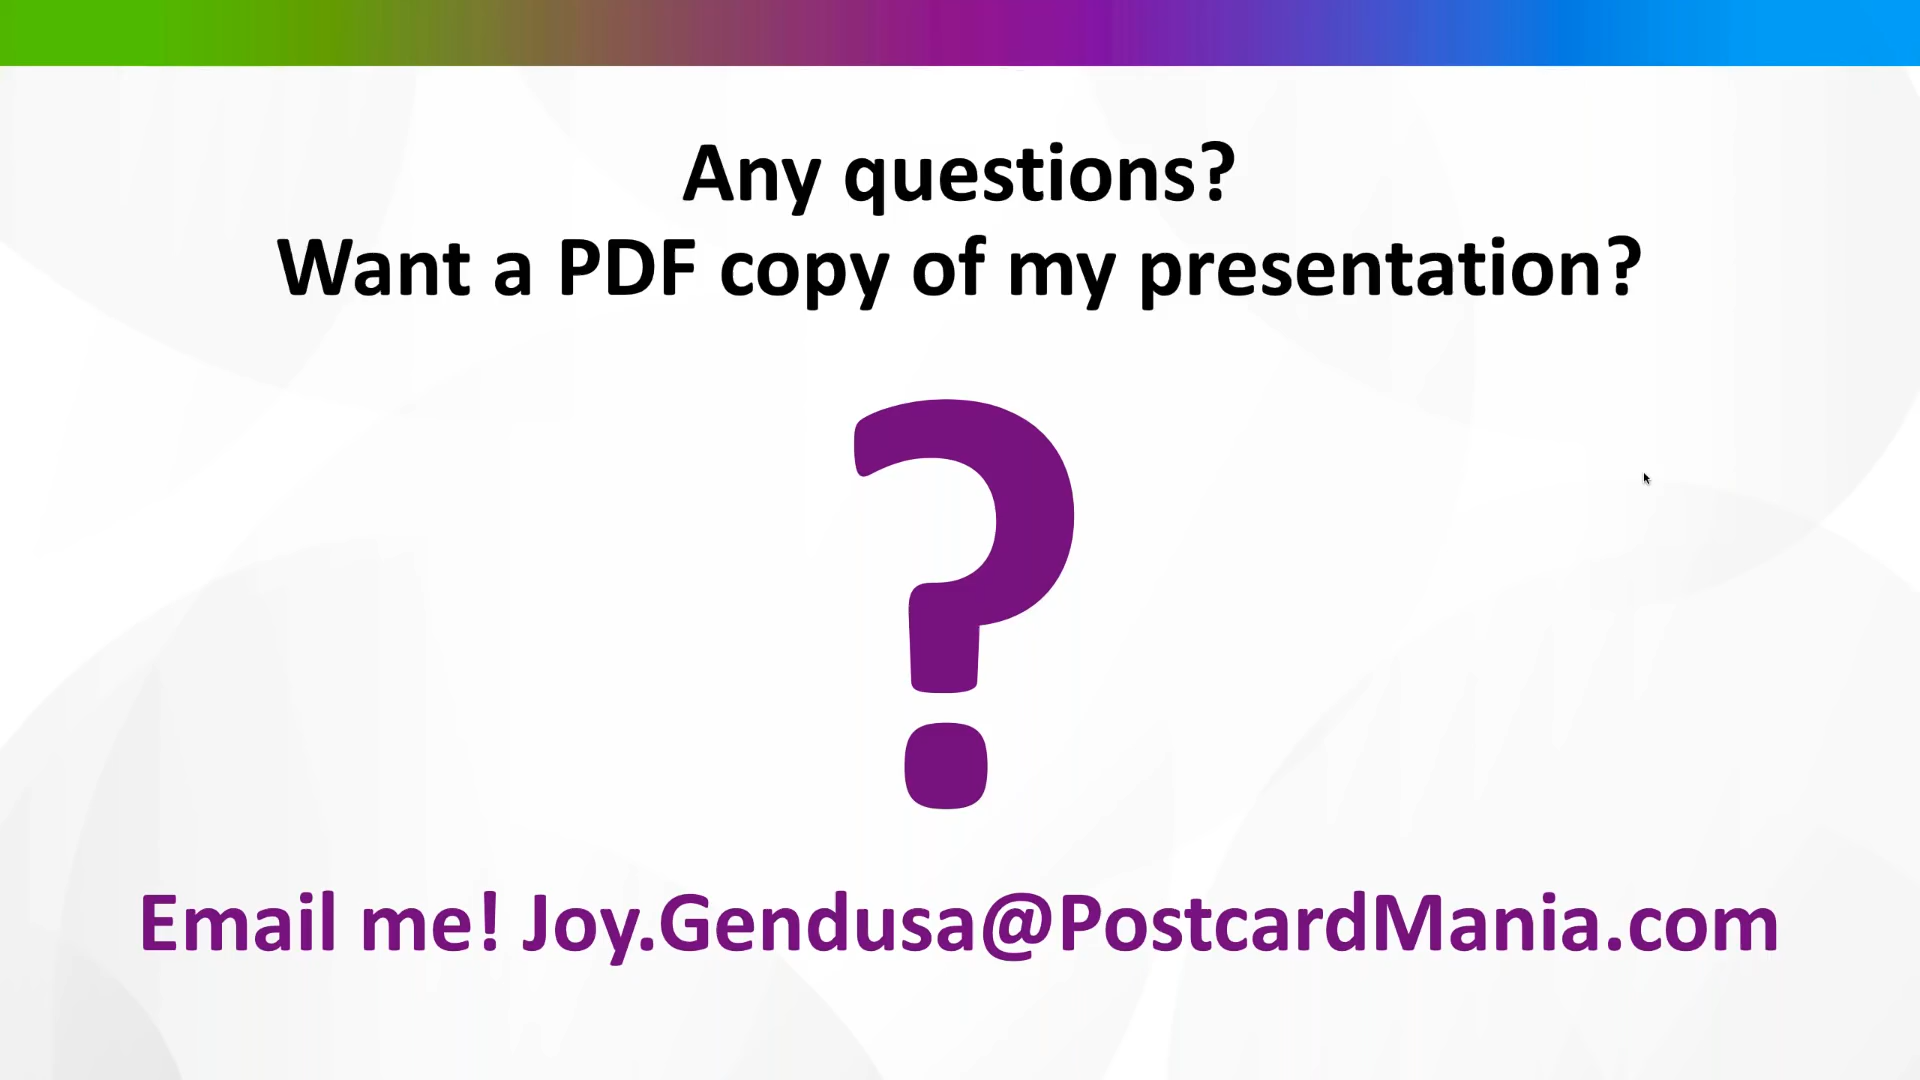 Any questions?
Want a PDF copy of my presentation?
?
Email me! Joy.Gendusa@PostcardMania.com